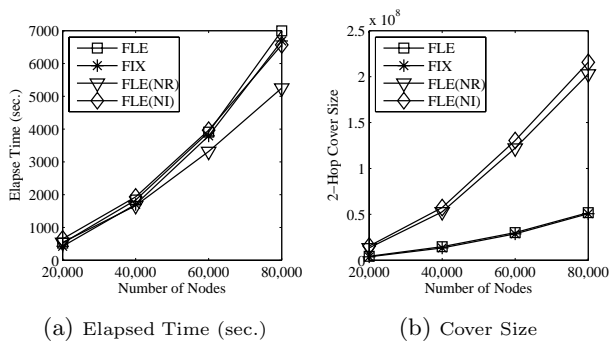 7000
6000
5000
4000
3000
2000
1000
0
Elapse Time (sec.)
FLE
FIX
FLE(NR)
FLE(NI)
20,000 40,000 60,000 80,000
Number of Nodes
(a) Elapsed Time (sec.)
x 10^8
2.5
2
1.5
1
0.5
0
2−Hop Cover Size
FLE
FIX
FLE(NR)
FLE(NI)
20,000 40,000 60,000 80,000
Number of Nodes
(b) Cover Size